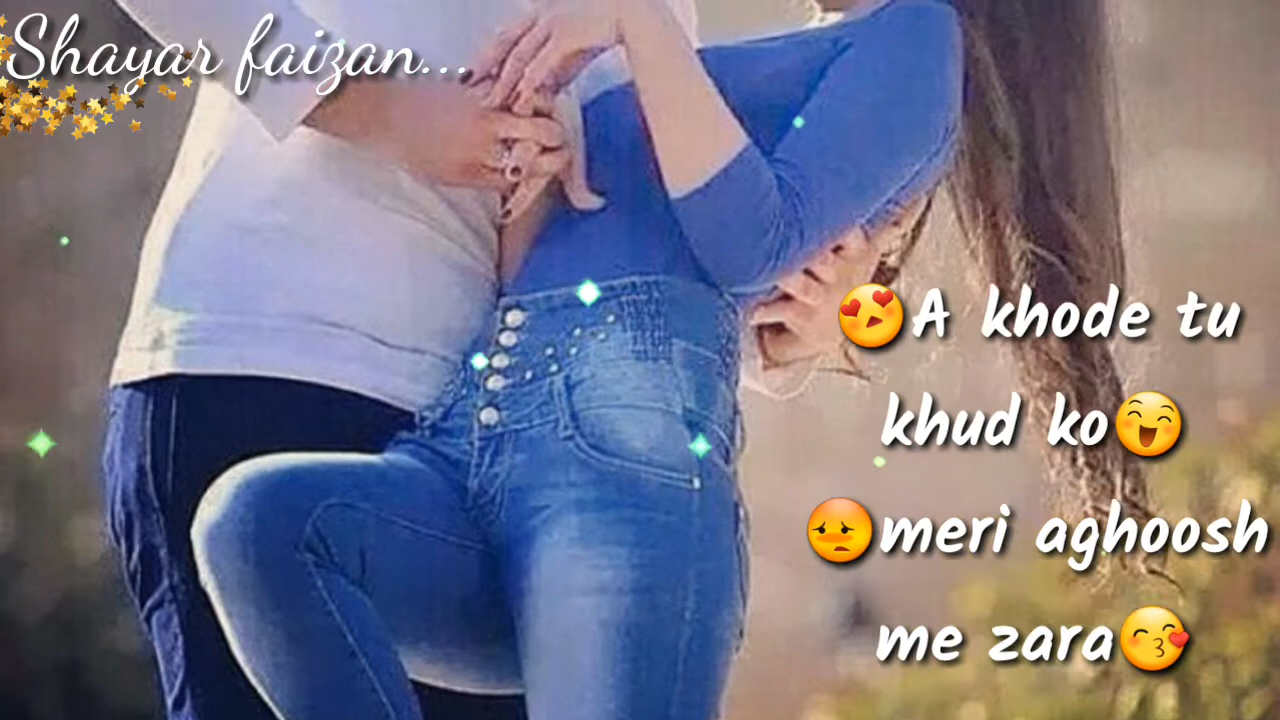 Shayar faizan...
😍A khode tu
khud ko😄
😳meri aghoosh
me zara😙